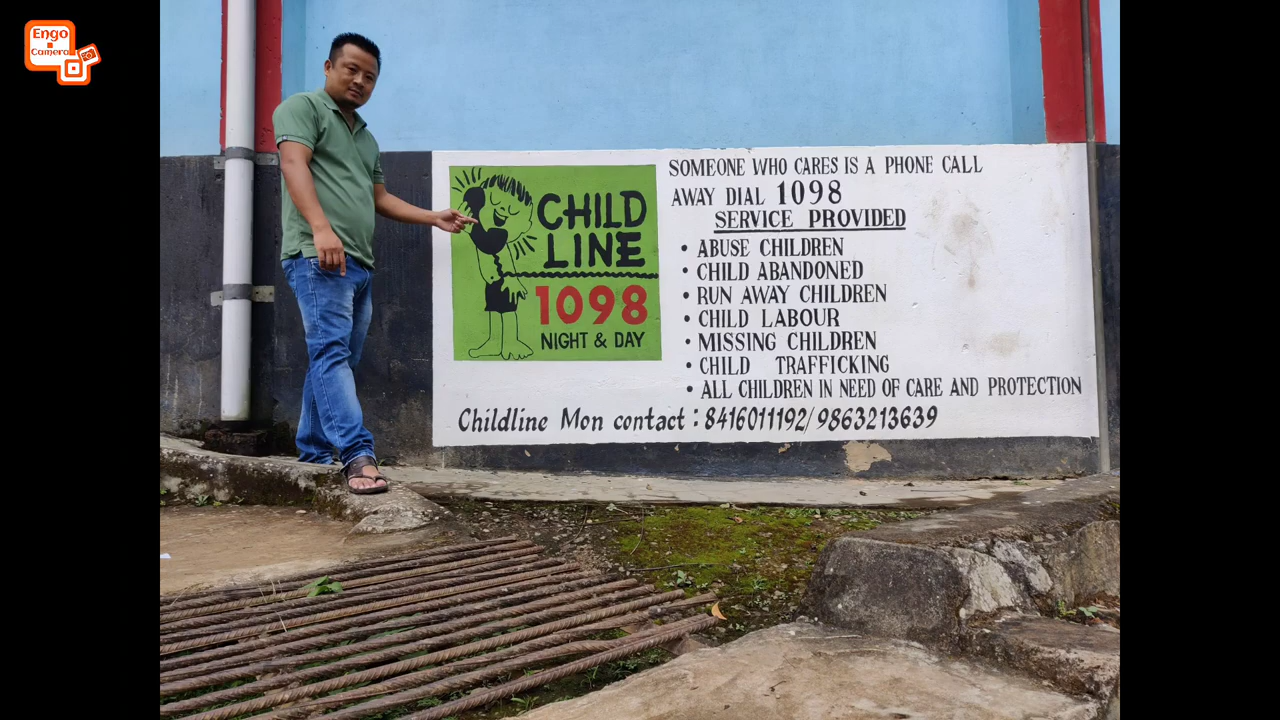 Engo
Camera
CHILD
LINE
1098
NIGHT & DAY
SOMEONE WHO CARES IS A PHONE CALL
AWAY DIAL 1098
SERVICE PROVIDED
• ABUSE CHILDREN
• CHILD ABANDONED
• RUN AWAY CHILDREN
• CHILD LABOUR
• MISSING CHILDREN
• CHILD TRAFFICKING
• ALL CHILDREN IN NEED OF CARE AND PROTECTION
Childline Mon contact : 8416011192/ 9863213639